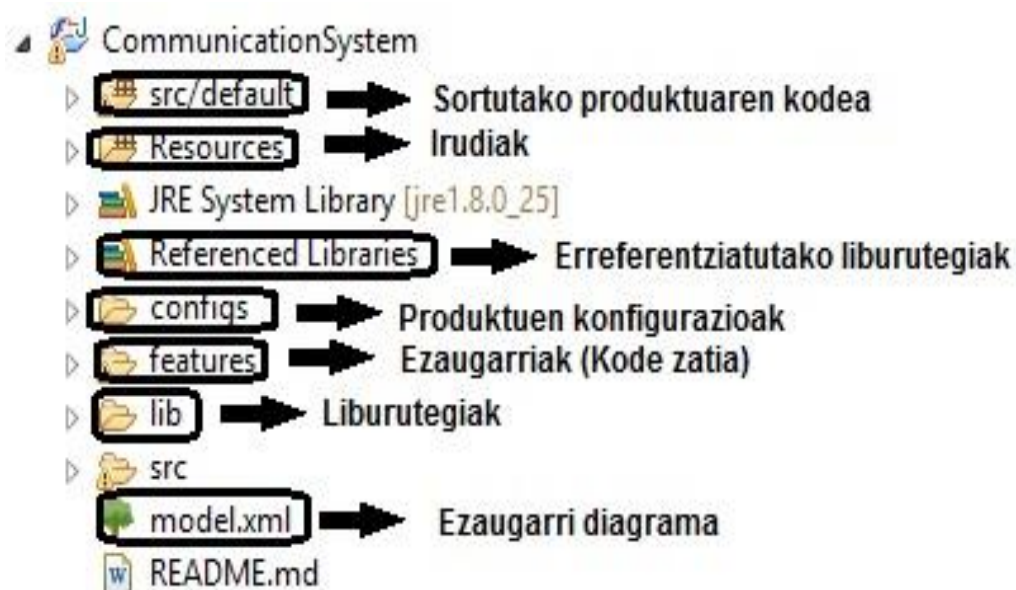 CommunicationSystem
src/default Sortutako produktuaren kodea
Resources Irudiak
JRE System Library [jre1.8.0_25]
Referenced Libraries Erreferentziatutako liburutegiak
configs Produktuen konfigurazioak
features Ezaugarriak (Kode zatia)
lib Liburutegiak
src
model.xml Ezaugarri diagrama
README.md